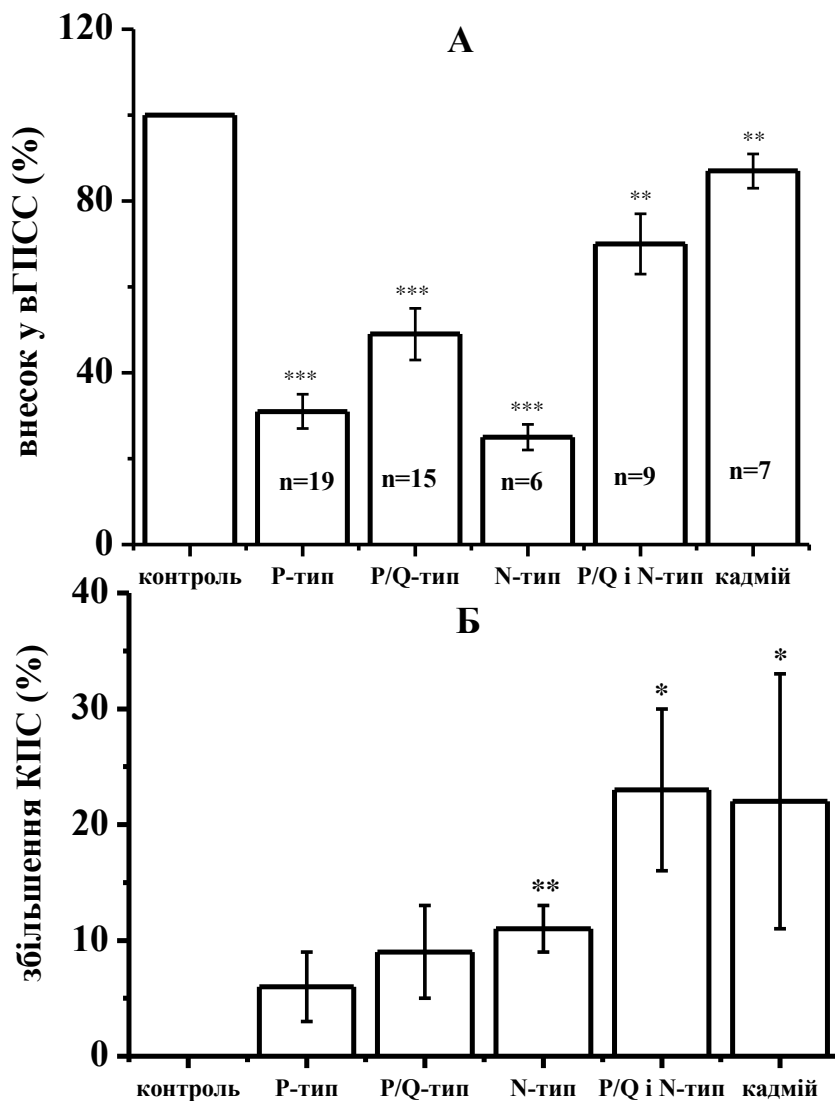 А
внесок у вГПСС (%)
120
80
40
0
***
***
***
**
**
n=19
n=15
n=6
n=9
n=7
контроль
P-тип
P/Q-тип
N-тип
P/Q і N-тип
кадмій
Б
збільшення КПС (%)
40
30
20
10
0
**
*
*
контроль
P-тип
P/Q-тип
N-тип
P/Q і N-тип
кадмій